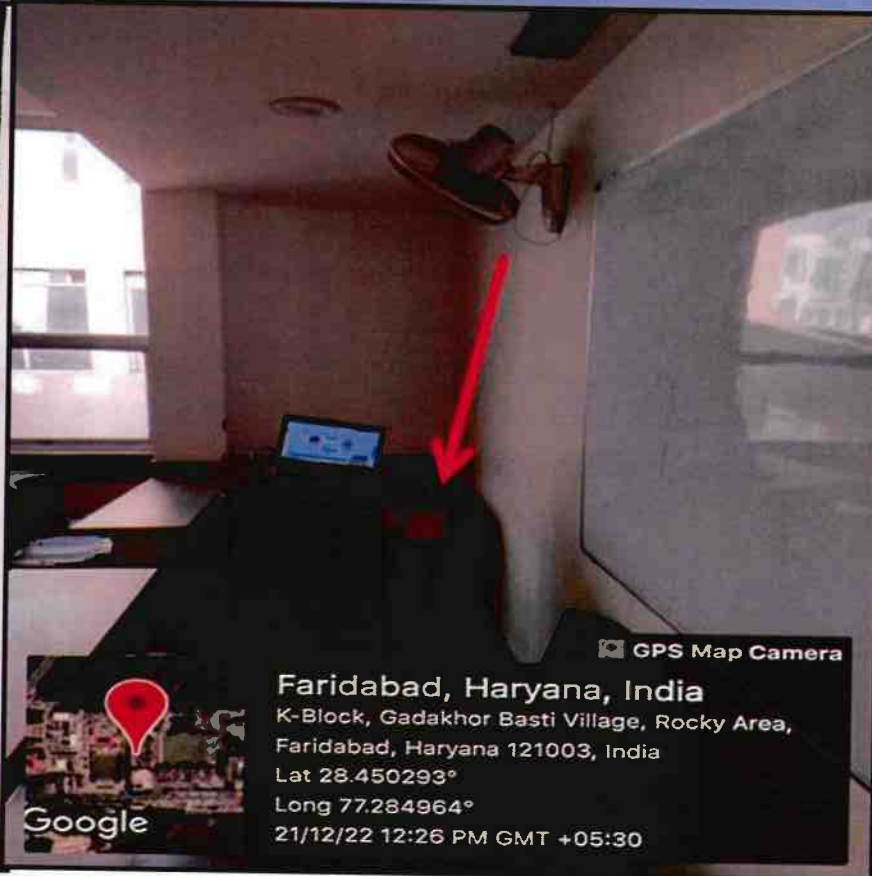 GPS Map Camera
Faridabad, Haryana, India
K-Block, Gadakhor Basti Village, Rocky Area,
Faridabad, Haryana 121003, India
Lat 28.450293°
Long 77.284964°
21/12/22 12:26 PM GMT +05:30
Google